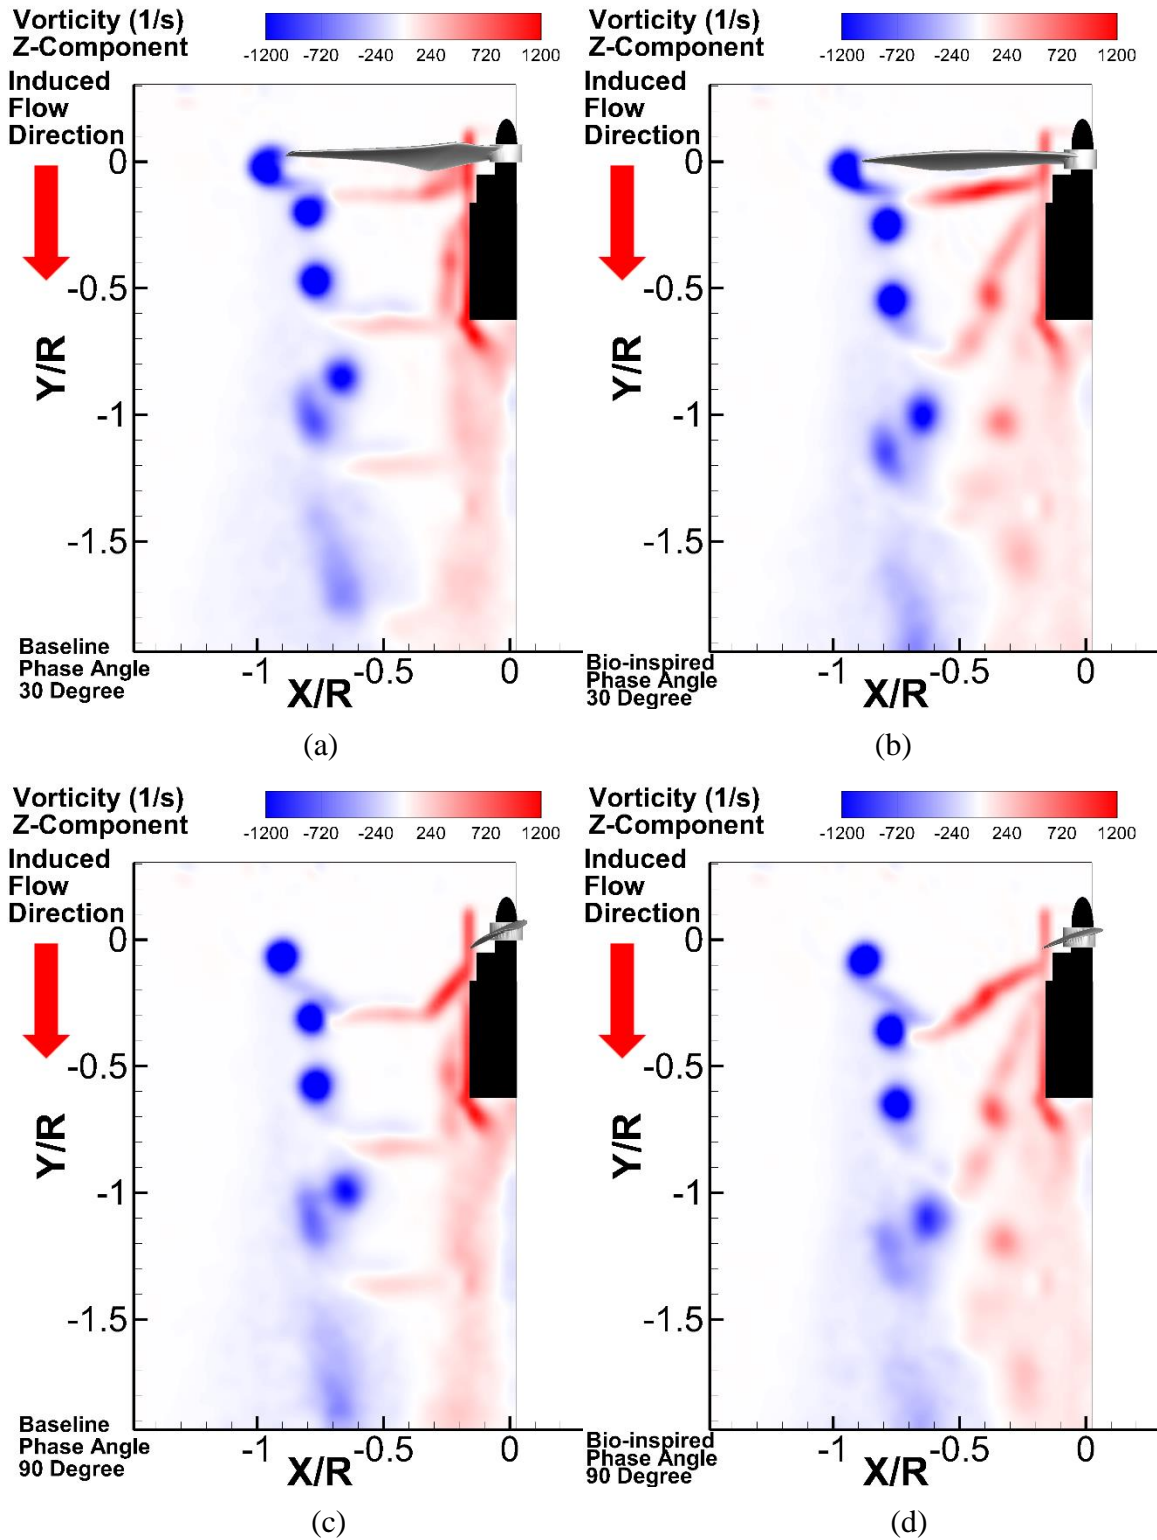 Vorticity (1/s)
Z-Component
-1200 -720 -240 240 720 1200
Induced
Flow
Direction
0
-0.5
-1
-1.5
Y/R
Baseline
Phase Angle
30 Degree
-1 -0.5 0
X/R
(a)
Vorticity (1/s)
Z-Component
-1200 -720 -240 240 720 1200
Induced
Flow
Direction
0
-0.5
-1
-1.5
Y/R
Bio-inspired
Phase Angle
30 Degree
-1 -0.5 0
X/R
(b)
Vorticity (1/s)
Z-Component
-1200 -720 -240 240 720 1200
Induced
Flow
Direction
0
-0.5
-1
-1.5
Y/R
Baseline
Phase Angle
90 Degree
-1 -0.5 0
X/R
(c)
Vorticity (1/s)
Z-Component
-1200 -720 -240 240 720 1200
Induced
Flow
Direction
0
-0.5
-1
-1.5
Y/R
Bio-inspired
Phase Angle
90 Degree
-1 -0.5 0
X/R
(d)